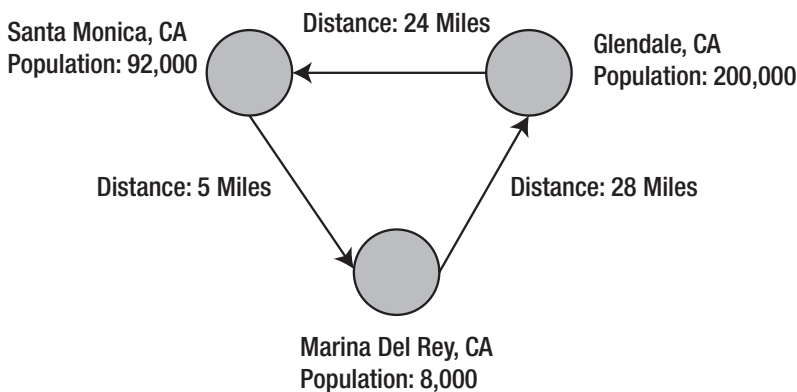 Santa Monica, CA
Population: 92,000
Distance: 24 Miles
Glendale, CA
Population: 200,000
Distance: 5 Miles
Distance: 28 Miles
Marina Del Rey, CA
Population: 8,000